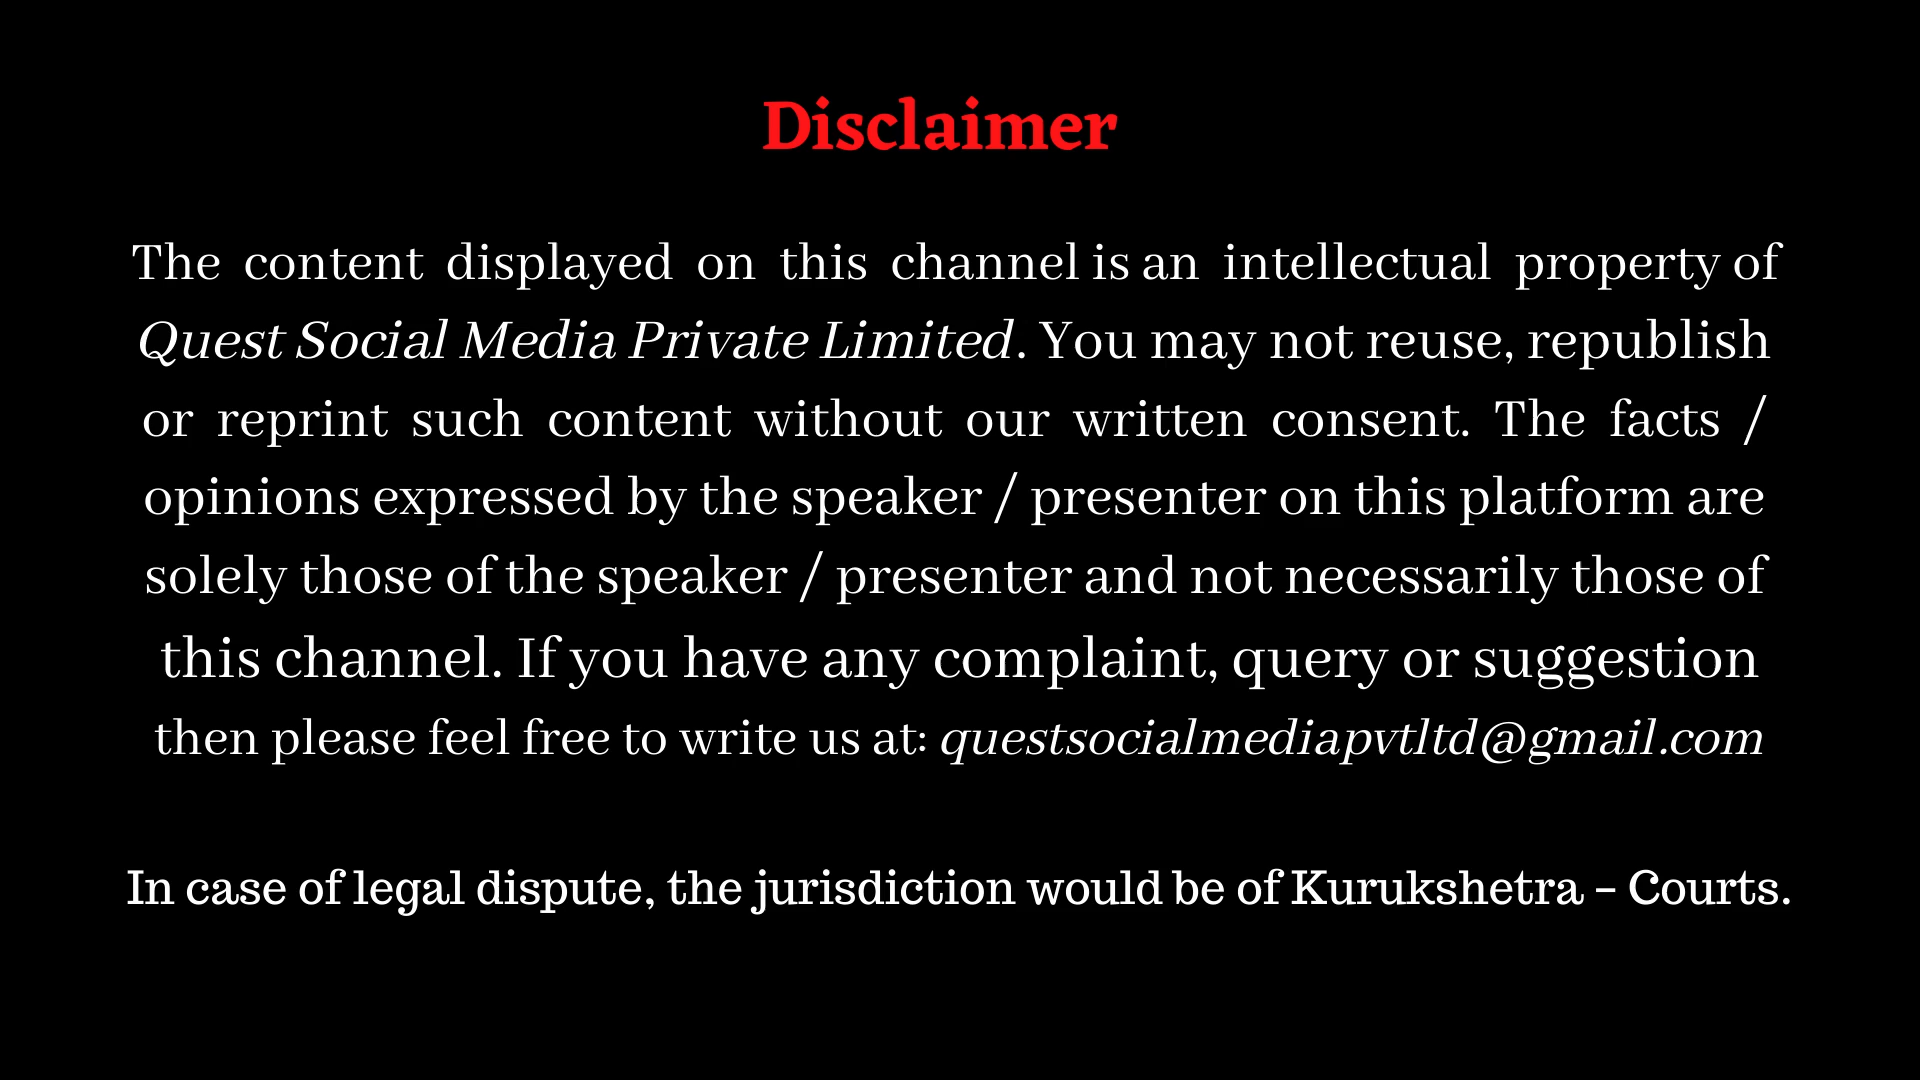 Disclaimer
The content displayed on this channel is an intellectual property of
Quest Social Media Private Limited. You may not reuse, republish
or reprint such content without our written consent. The facts /
opinions expressed by the speaker / presenter on this platform are
solely those of the speaker / presenter and not necessarily those of
this channel. If you have any complaint, query or suggestion
then please feel free to write us at: questsocialmediapvtltd@gmail.com
In case of legal dispute, the jurisdiction would be of Kurukshetra – Courts.